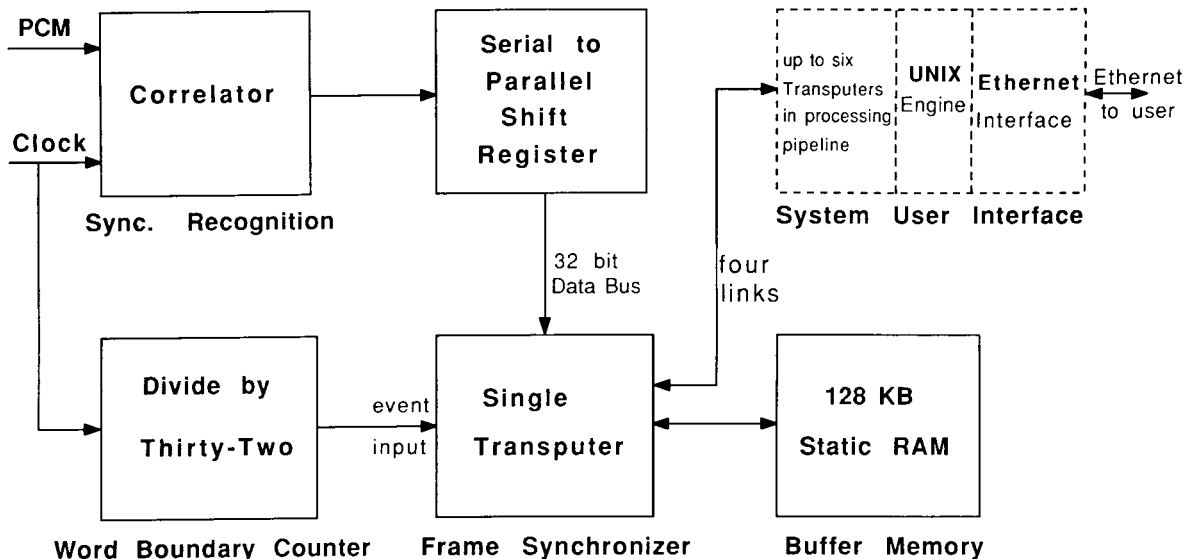 PCM
Clock
Correlator
Sync. Recognition
Serial to
Parallel
Shift
Register
up to six
Transputers
in processing
pipeline
UNIX
Engine
Ethernet
Interface
Ethernet
to user
System User Interface
32 bit
Data Bus
four
links
Divide by
Thirty-Two
Word Boundary Counter
event
input
Single
Transputer
Frame Synchronizer
128 KB
Static RAM
Buffer Memory